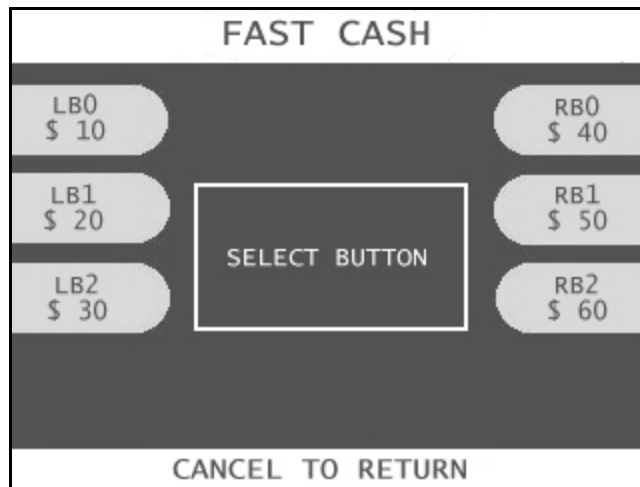 FAST CASH
LB0
$ 10
LB1
$ 20
LB2
$ 30
SELECT BUTTON
RB0
$ 40
RB1
$ 50
RB2
$ 60
CANCEL TO RETURN